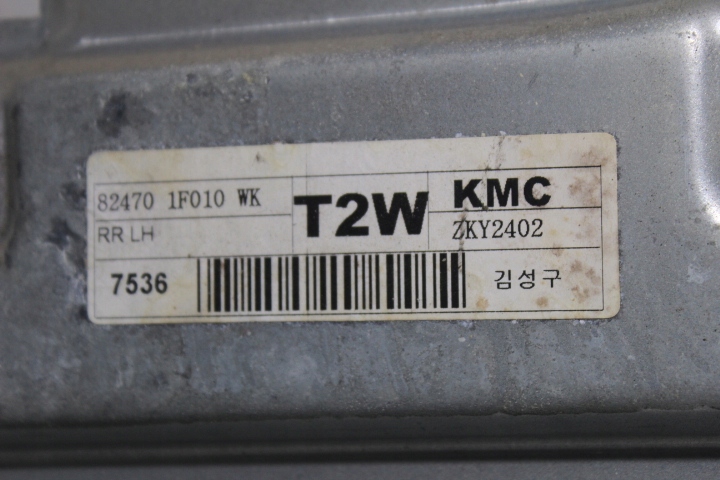 82470 1F010 WK
RR LH
T2W
KMC
ZKY2402
7536
김성구